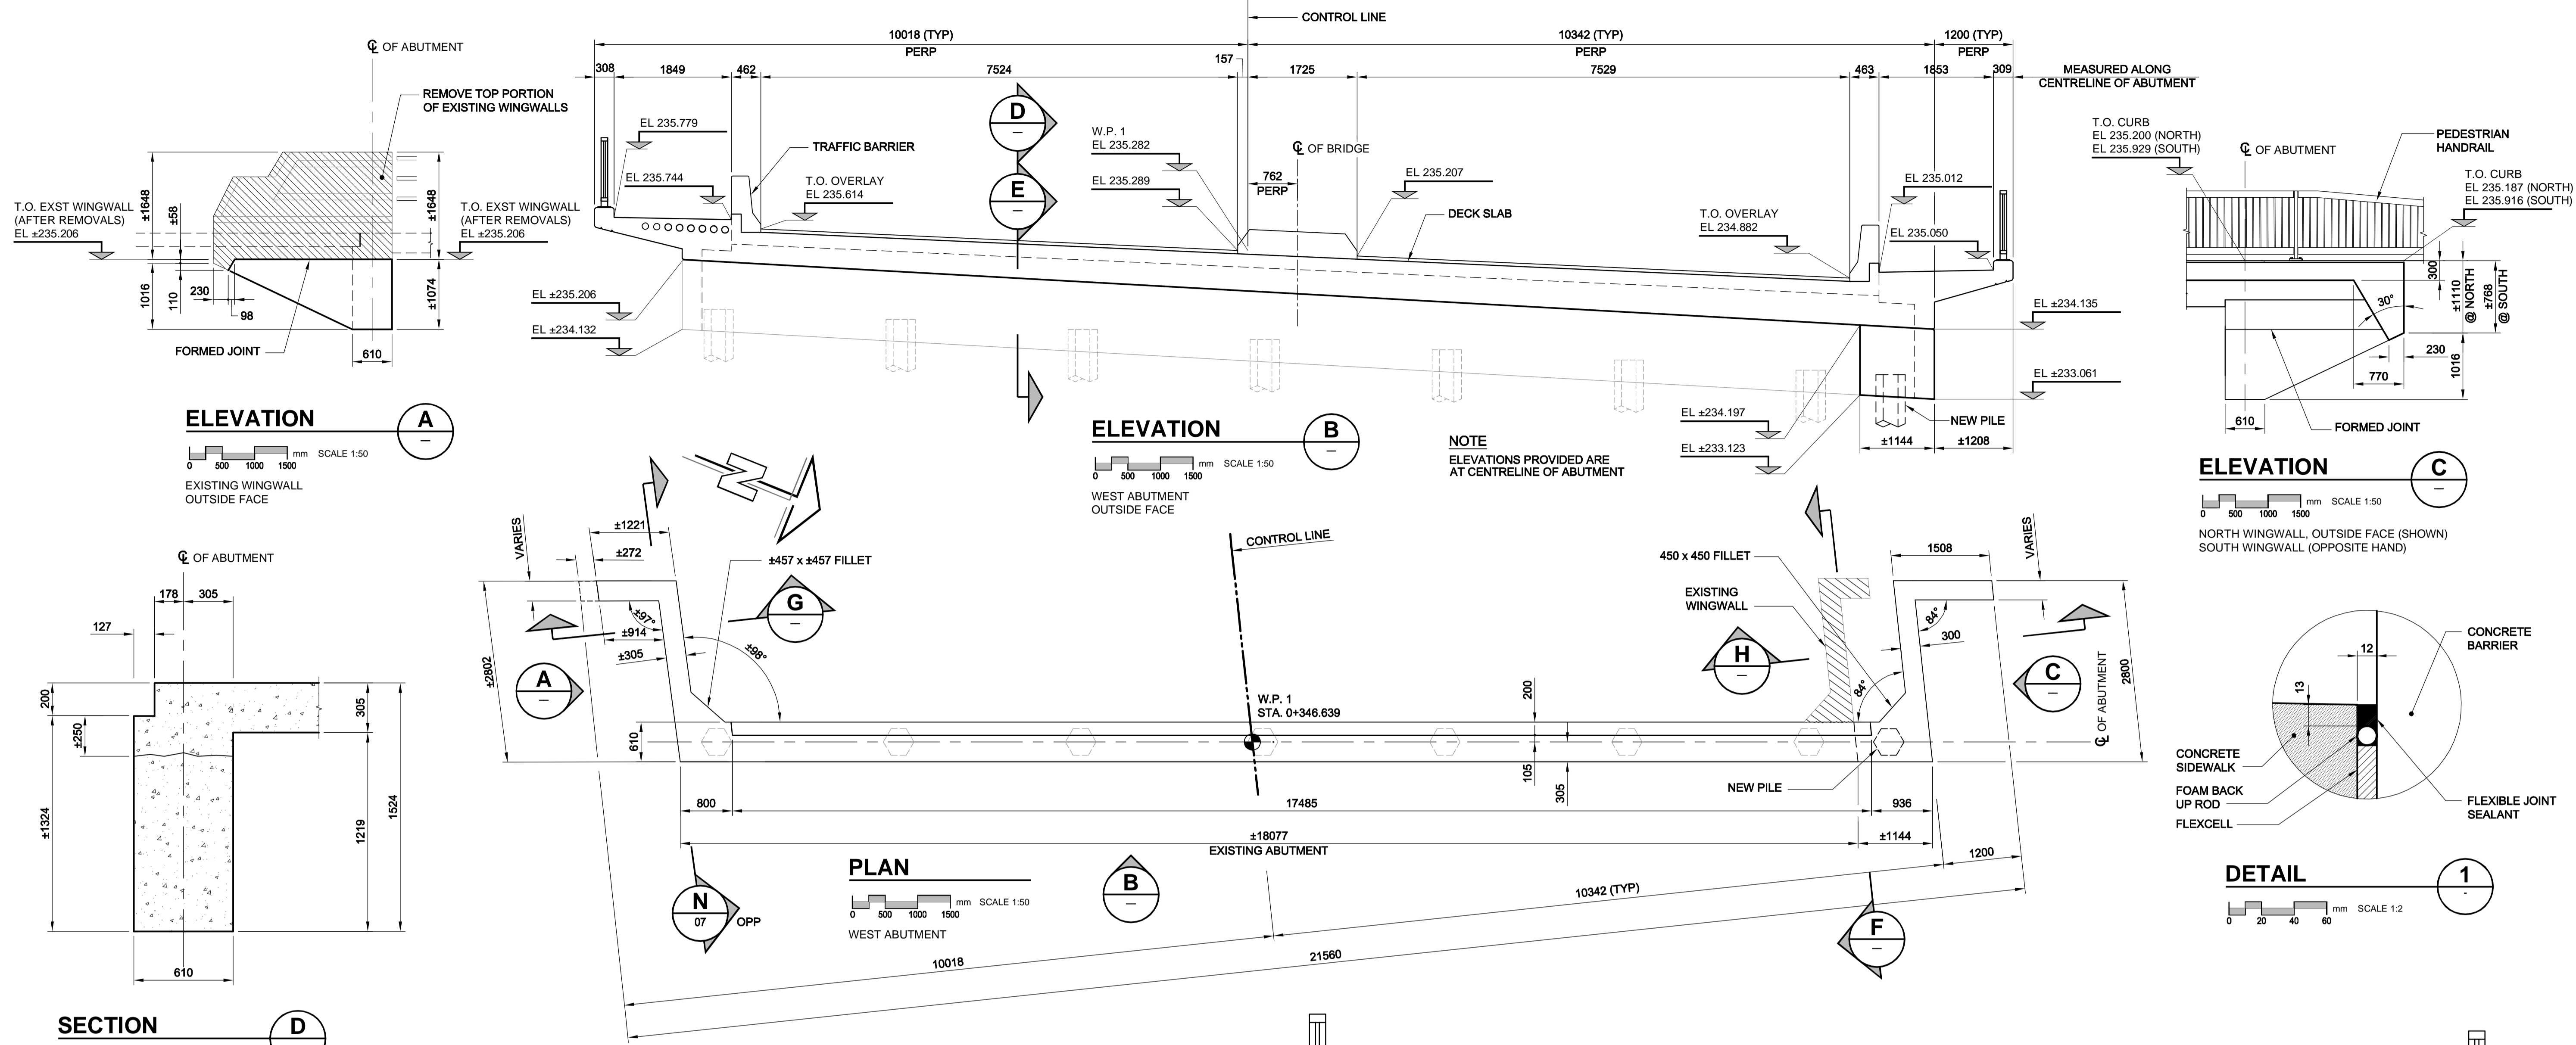 ℄ OF ABUTMENT
REMOVE TOP PORTION
OF EXISTING WINGWALLS
±1648
±58
±1648
T.O. EXST WINGWALL
(AFTER REMOVALS)
EL ±235.206
T.O. EXST WINGWALL
(AFTER REMOVALS)
EL ±235.206
1016
110
230
98
±1074
FORMED JOINT
610
ELEVATION
A
–
0 500 1000 1500 mm SCALE 1:50
EXISTING WINGWALL
OUTSIDE FACE
CONTROL LINE
10018 (TYP)
PERP
10342 (TYP)
PERP
1200 (TYP)
PERP
308
1849
462
7524
157
1725
7529
463
1853
309
MEASURED ALONG
CENTRELINE OF ABUTMENT
D
–
E
–
EL 235.779
TRAFFIC BARRIER
EL 235.744
T.O. OVERLAY
EL 235.614
W.P. 1
EL 235.282
EL 235.289
℄ OF BRIDGE
762
PERP
EL 235.207
DECK SLAB
T.O. OVERLAY
EL 234.882
EL 235.012
EL 235.050
EL ±235.206
EL ±234.132
EL ±234.135
EL ±233.061
EL ±234.197
EL ±233.123
NEW PILE
±1144
±1208
ELEVATION
B
–
0 500 1000 1500 mm SCALE 1:50
WEST ABUTMENT
OUTSIDE FACE
NOTE
ELEVATIONS PROVIDED ARE
AT CENTRELINE OF ABUTMENT
T.O. CURB
EL 235.200 (NORTH)
EL 235.929 (SOUTH)
℄ OF ABUTMENT
PEDESTRIAN
HANDRAIL
T.O. CURB
EL 235.187 (NORTH)
EL 235.916 (SOUTH)
300
±1110
@ NORTH
±768
@ SOUTH
30°
230
1016
770
610
FORMED JOINT
ELEVATION
C
–
0 500 1000 1500 mm SCALE 1:50
NORTH WINGWALL, OUTSIDE FACE (SHOWN)
SOUTH WINGWALL (OPPOSITE HAND)
℄ OF ABUTMENT
178
305
127
200
±250
±1324
305
1524
1219
610
SECTION
D
N
VARIES
±1221
±272
±457 x ±457 FILLET
G
–
±97°
±914
±305
±98°
±2802
A
–
610
CONTROL LINE
W.P. 1
STA. 0+346.639
200
105
305
450 x 450 FILLET
EXISTING
WINGWALL
H
–
1508
VARIES
84°
300
84°
C
–
℄ OF ABUTMENT
2800
NEW PILE
800
17485
936
±18077
EXISTING ABUTMENT
±1144
1200
10342 (TYP)
10018
21560
N
07
OPP
PLAN
0 500 1000 1500 mm SCALE 1:50
WEST ABUTMENT
B
–
F
–
12
13
CONCRETE
BARRIER
CONCRETE
SIDEWALK
FOAM BACK
UP ROD
FLEXCELL
FLEXIBLE JOINT
SEALANT
DETAIL
1
-
0 20 40 60 mm SCALE 1:2